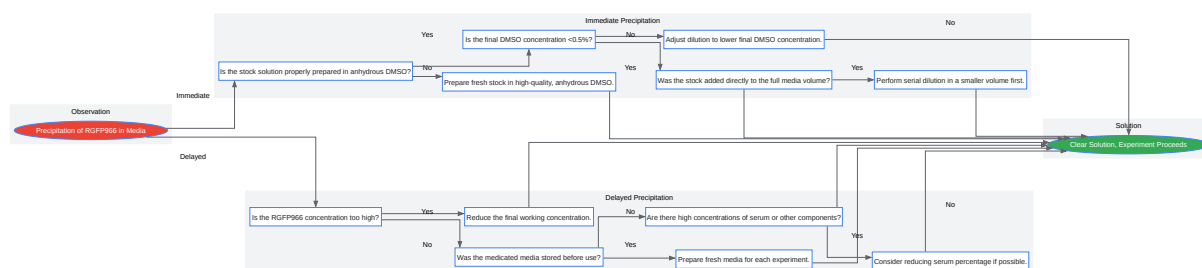 Immediate Precipitation
No
Yes
Is the final DMSO concentration <0.5%?
No
Adjust dilution to lower final DMSO concentration.
Is the stock solution properly prepared in anhydrous DMSO?
No
Prepare fresh stock in high-quality, anhydrous DMSO.
Yes
Was the stock added directly to the full media volume?
Yes
Perform serial dilution in a smaller volume first.
Immediate
Observation
Precipitation of RGFP966 in Media
Solution
Clear Solution, Experiment Proceeds
Delayed
Delayed Precipitation
No
Is the RGFP966 concentration too high?
Yes
Reduce the final working concentration.
No
Are there high concentrations of serum or other components?
Yes
No
Was the medicated media stored before use?
Yes
Prepare fresh media for each experiment.
Consider reducing serum percentage if possible.